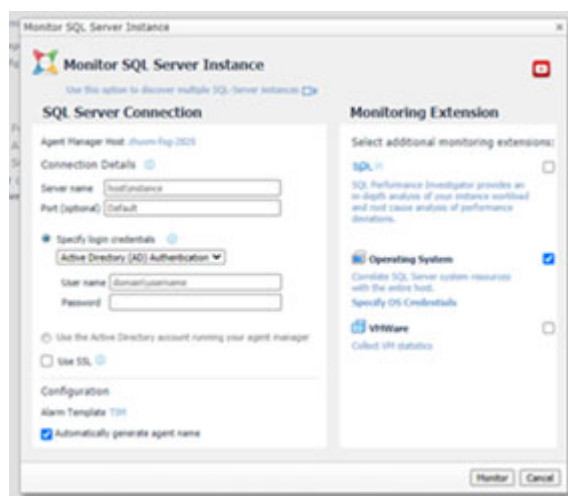 Monitor SQL Server Instance
Monitor SQL Server Instance
Use this option to discover multiple SQL Server instances
SQL Server Connection
Agent Manager Host
Connection Details
Server name host\instance
Port (optional) Default
Specify login credentials
Active Directory (AD) Authentication
User name domain\username
Password
Use the Active Directory account running your agent manager
Use SSL
Configuration
Alarm Template
Automatically generate agent name
Monitoring Extension
Select additional monitoring extensions:
SQL PI
SQL Performance Investigator provides an
in-depth analysis of your instance workload
and root cause analysis of performance
deviations.
Operating System
Correlate SQL Server system resources
with the entire host.
Specify OS Credentials
VMWare
Collect VM statistics
Monitor Cancel